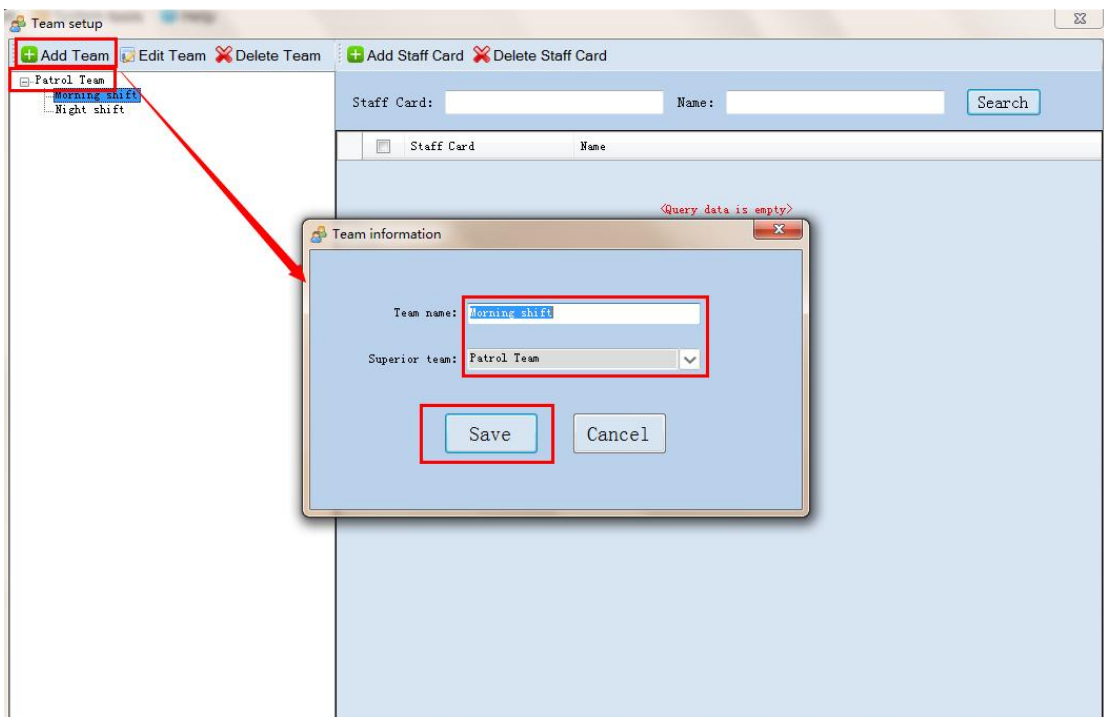 Team setup
Add Team Edit Team Delete Team Add Staff Card Delete Staff Card
Patrol Team
Morning shift
Night shift
Staff Card: Name: Search
Staff Card Name
<Query data is empty>
Team information
Team name: Morning shift
Superior team: Patrol Team
Save Cancel